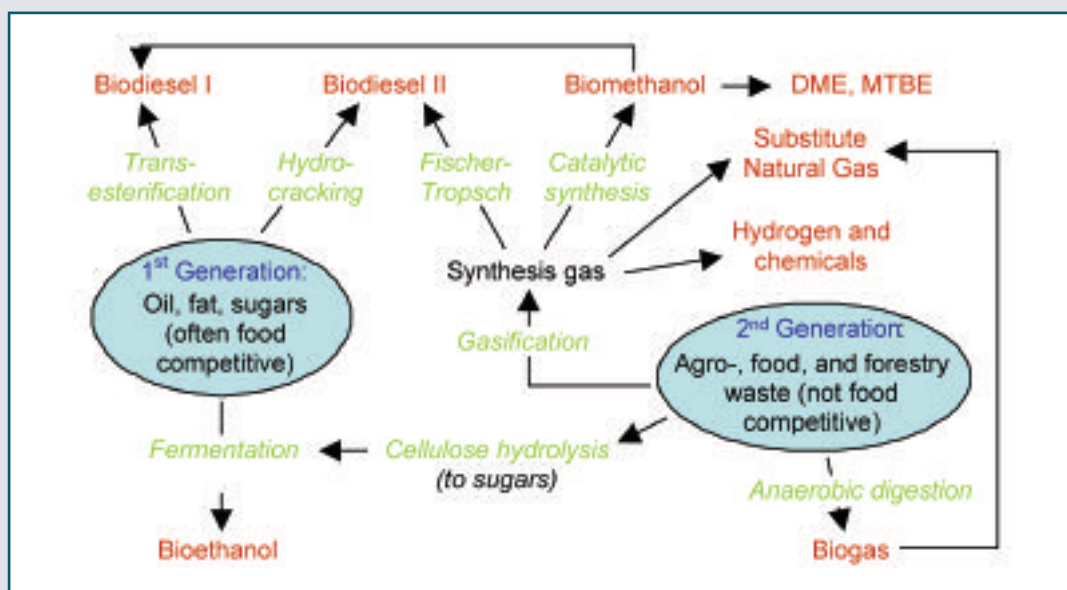 Biodiesel I
Biodiesel II
Biomethanol
DME, MTBE
Trans-
esterification
Hydro-
cracking
Fischer-
Tropsch
Catalytic
synthesis
Substitute
Natural Gas
1st Generation:
Oil, fat, sugars
(often food
competitive)
Synthesis gas
Hydrogen and
chemicals
Gasification
2nd Generation:
Agro-, food, and forestry
waste (not food
competitive)
Fermentation
Cellulose hydrolysis
(to sugars)
Anaerobic digestion
Bioethanol
Biogas